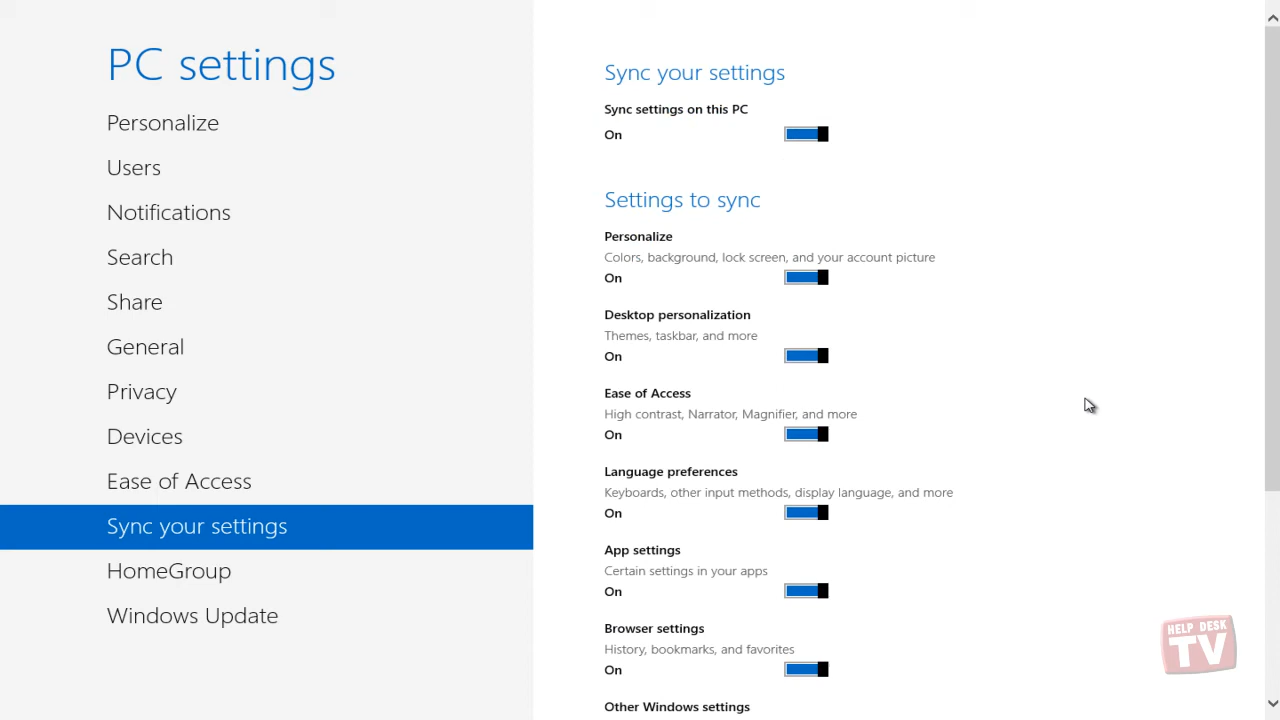 PC settings
Personalize
Users
Notifications
Search
Share
General
Privacy
Devices
Ease of Access
Sync your settings
HomeGroup
Windows Update
Sync your settings
Sync settings on this PC
On
Settings to sync
Personalize
Colors, background, lock screen, and your account picture
On
Desktop personalization
Themes, taskbar, and more
On
Ease of Access
High contrast, Narrator, Magnifier, and more
On
Language preferences
Keyboards, other input methods, display language, and more
On
App settings
Certain settings in your apps
On
Browser settings
History, bookmarks, and favorites
On
Other Windows settings
HELP DESK
TV